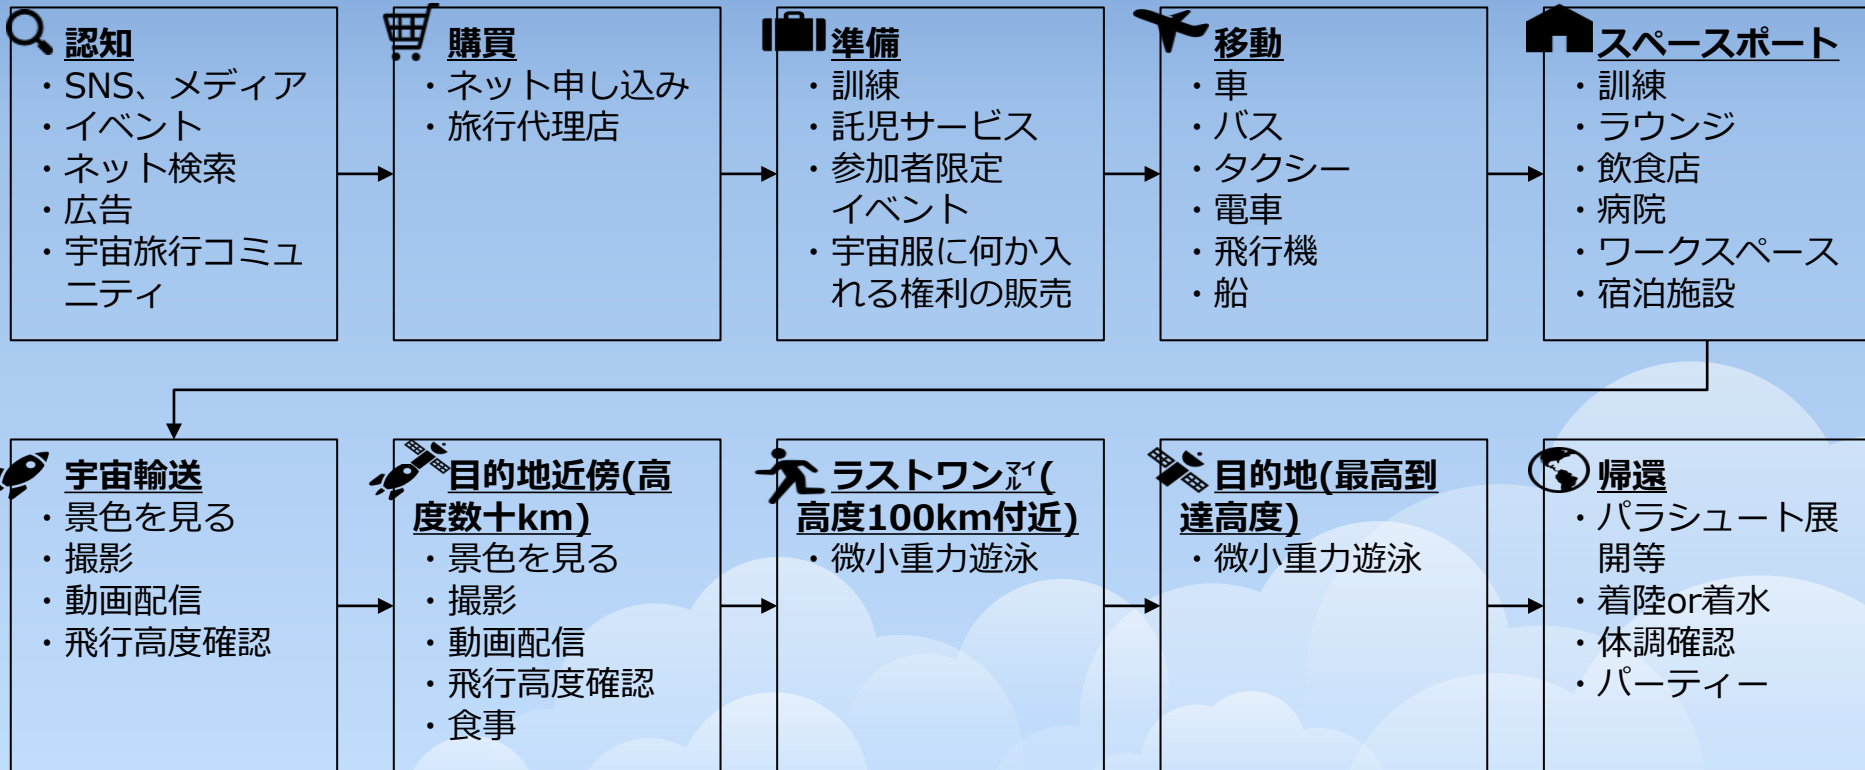 認知
・SNS、メディア
・イベント
・ネット検索
・広告
・宇宙旅行コミュ
ニティ
購買
・ネット申し込み
・旅行代理店
準備
・訓練
・託児サービス
・参加者限定
イベント
・宇宙服に何か入
れる権利の販売
移動
・車
・バス
・タクシー
・電車
・飛行機
・船
スペースポート
・訓練
・ラウンジ
・飲食店
・病院
・ワークスペース
・宿泊施設
宇宙輸送
・景色を見る
・撮影
・動画配信
・飛行高度確認
目的地近傍(高
度数十km)
・景色を見る
・撮影
・動画配信
・飛行高度確認
・食事
ラストワンマイル(
高度100km付近)
・微小重力遊泳
目的地(最高到
達高度)
・微小重力遊泳
帰還
・パラシュート展
開等
・着陸or着水
・体調確認
・パーティー